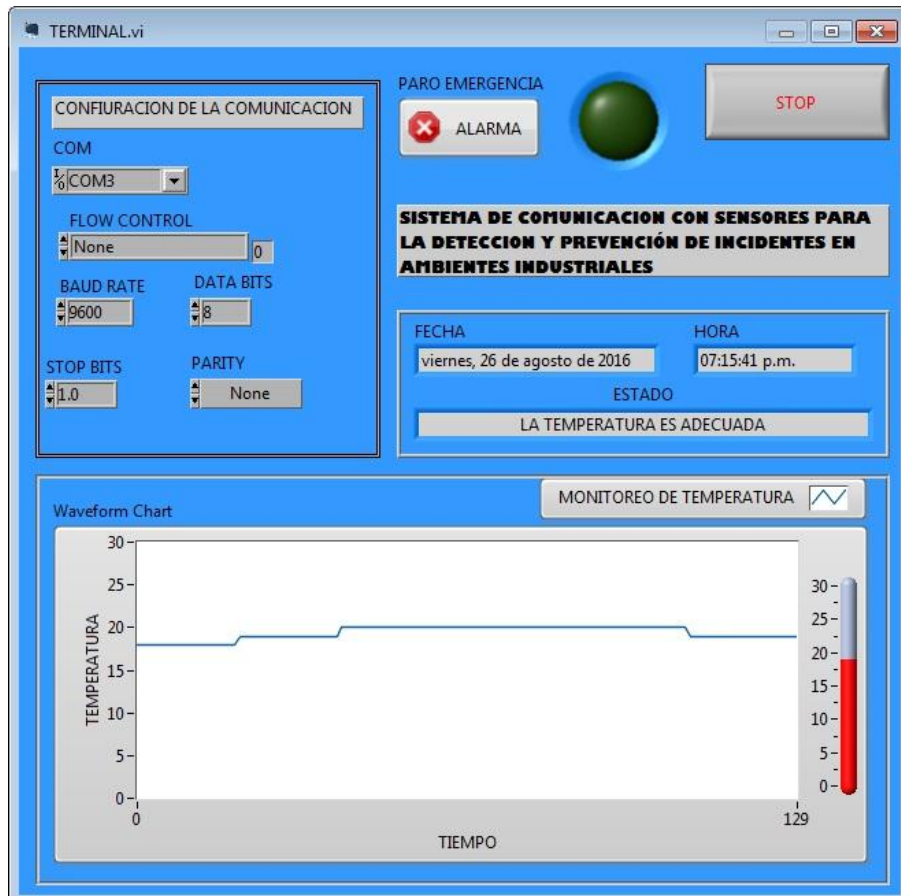 TERMINAL.vi
CONFIURACION DE LA COMUNICACION
COM
I/O COM3
FLOW CONTROL
None
0
BAUD RATE
DATA BITS
9600
8
STOP BITS
PARITY
1.0
None
PARO EMERGENCIA
ALARMA
STOP
SISTEMA DE COMUNICACION CON SENSORES PARA
LA DETECCION Y PREVENCIÓN DE INCIDENTES EN
AMBIENTES INDUSTRIALES
FECHA
HORA
viernes, 26 de agosto de 2016
07:15:41 p.m.
ESTADO
LA TEMPERATURA ES ADECUADA
Waveform Chart
MONITOREO DE TEMPERATURA
TEMPERATURA
30
25
20
15
10
5
0
0
129
TIEMPO
30
25
20
15
10
5
0